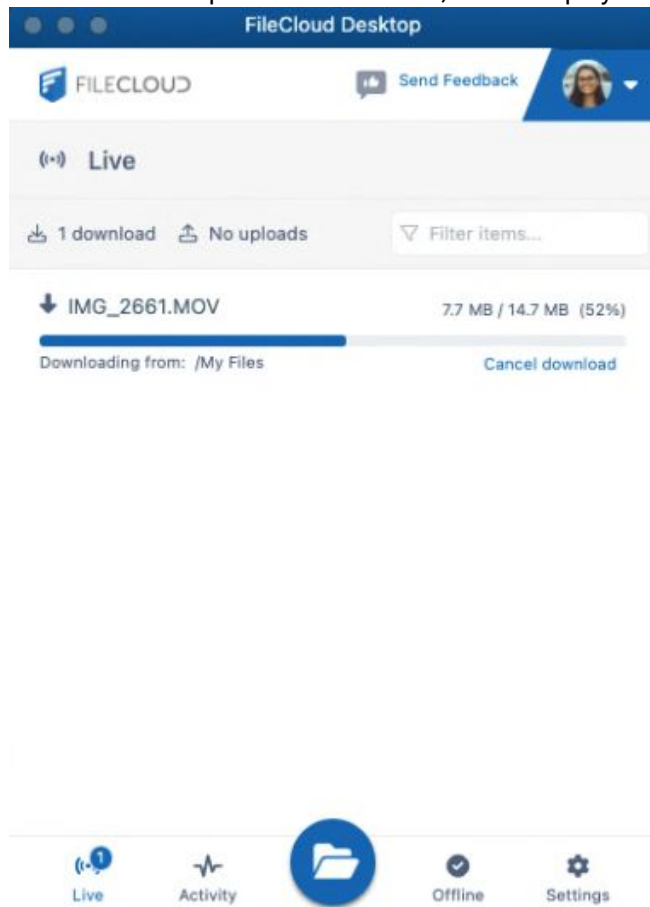 FileCloud Desktop
FILECLOUD
Send Feedback
Live
1 download No uploads Filter items...
IMG_2661.MOV 7.7 MB / 14.7 MB (52%)
Downloading from: /My Files Cancel download
1
Live Activity Offline Settings